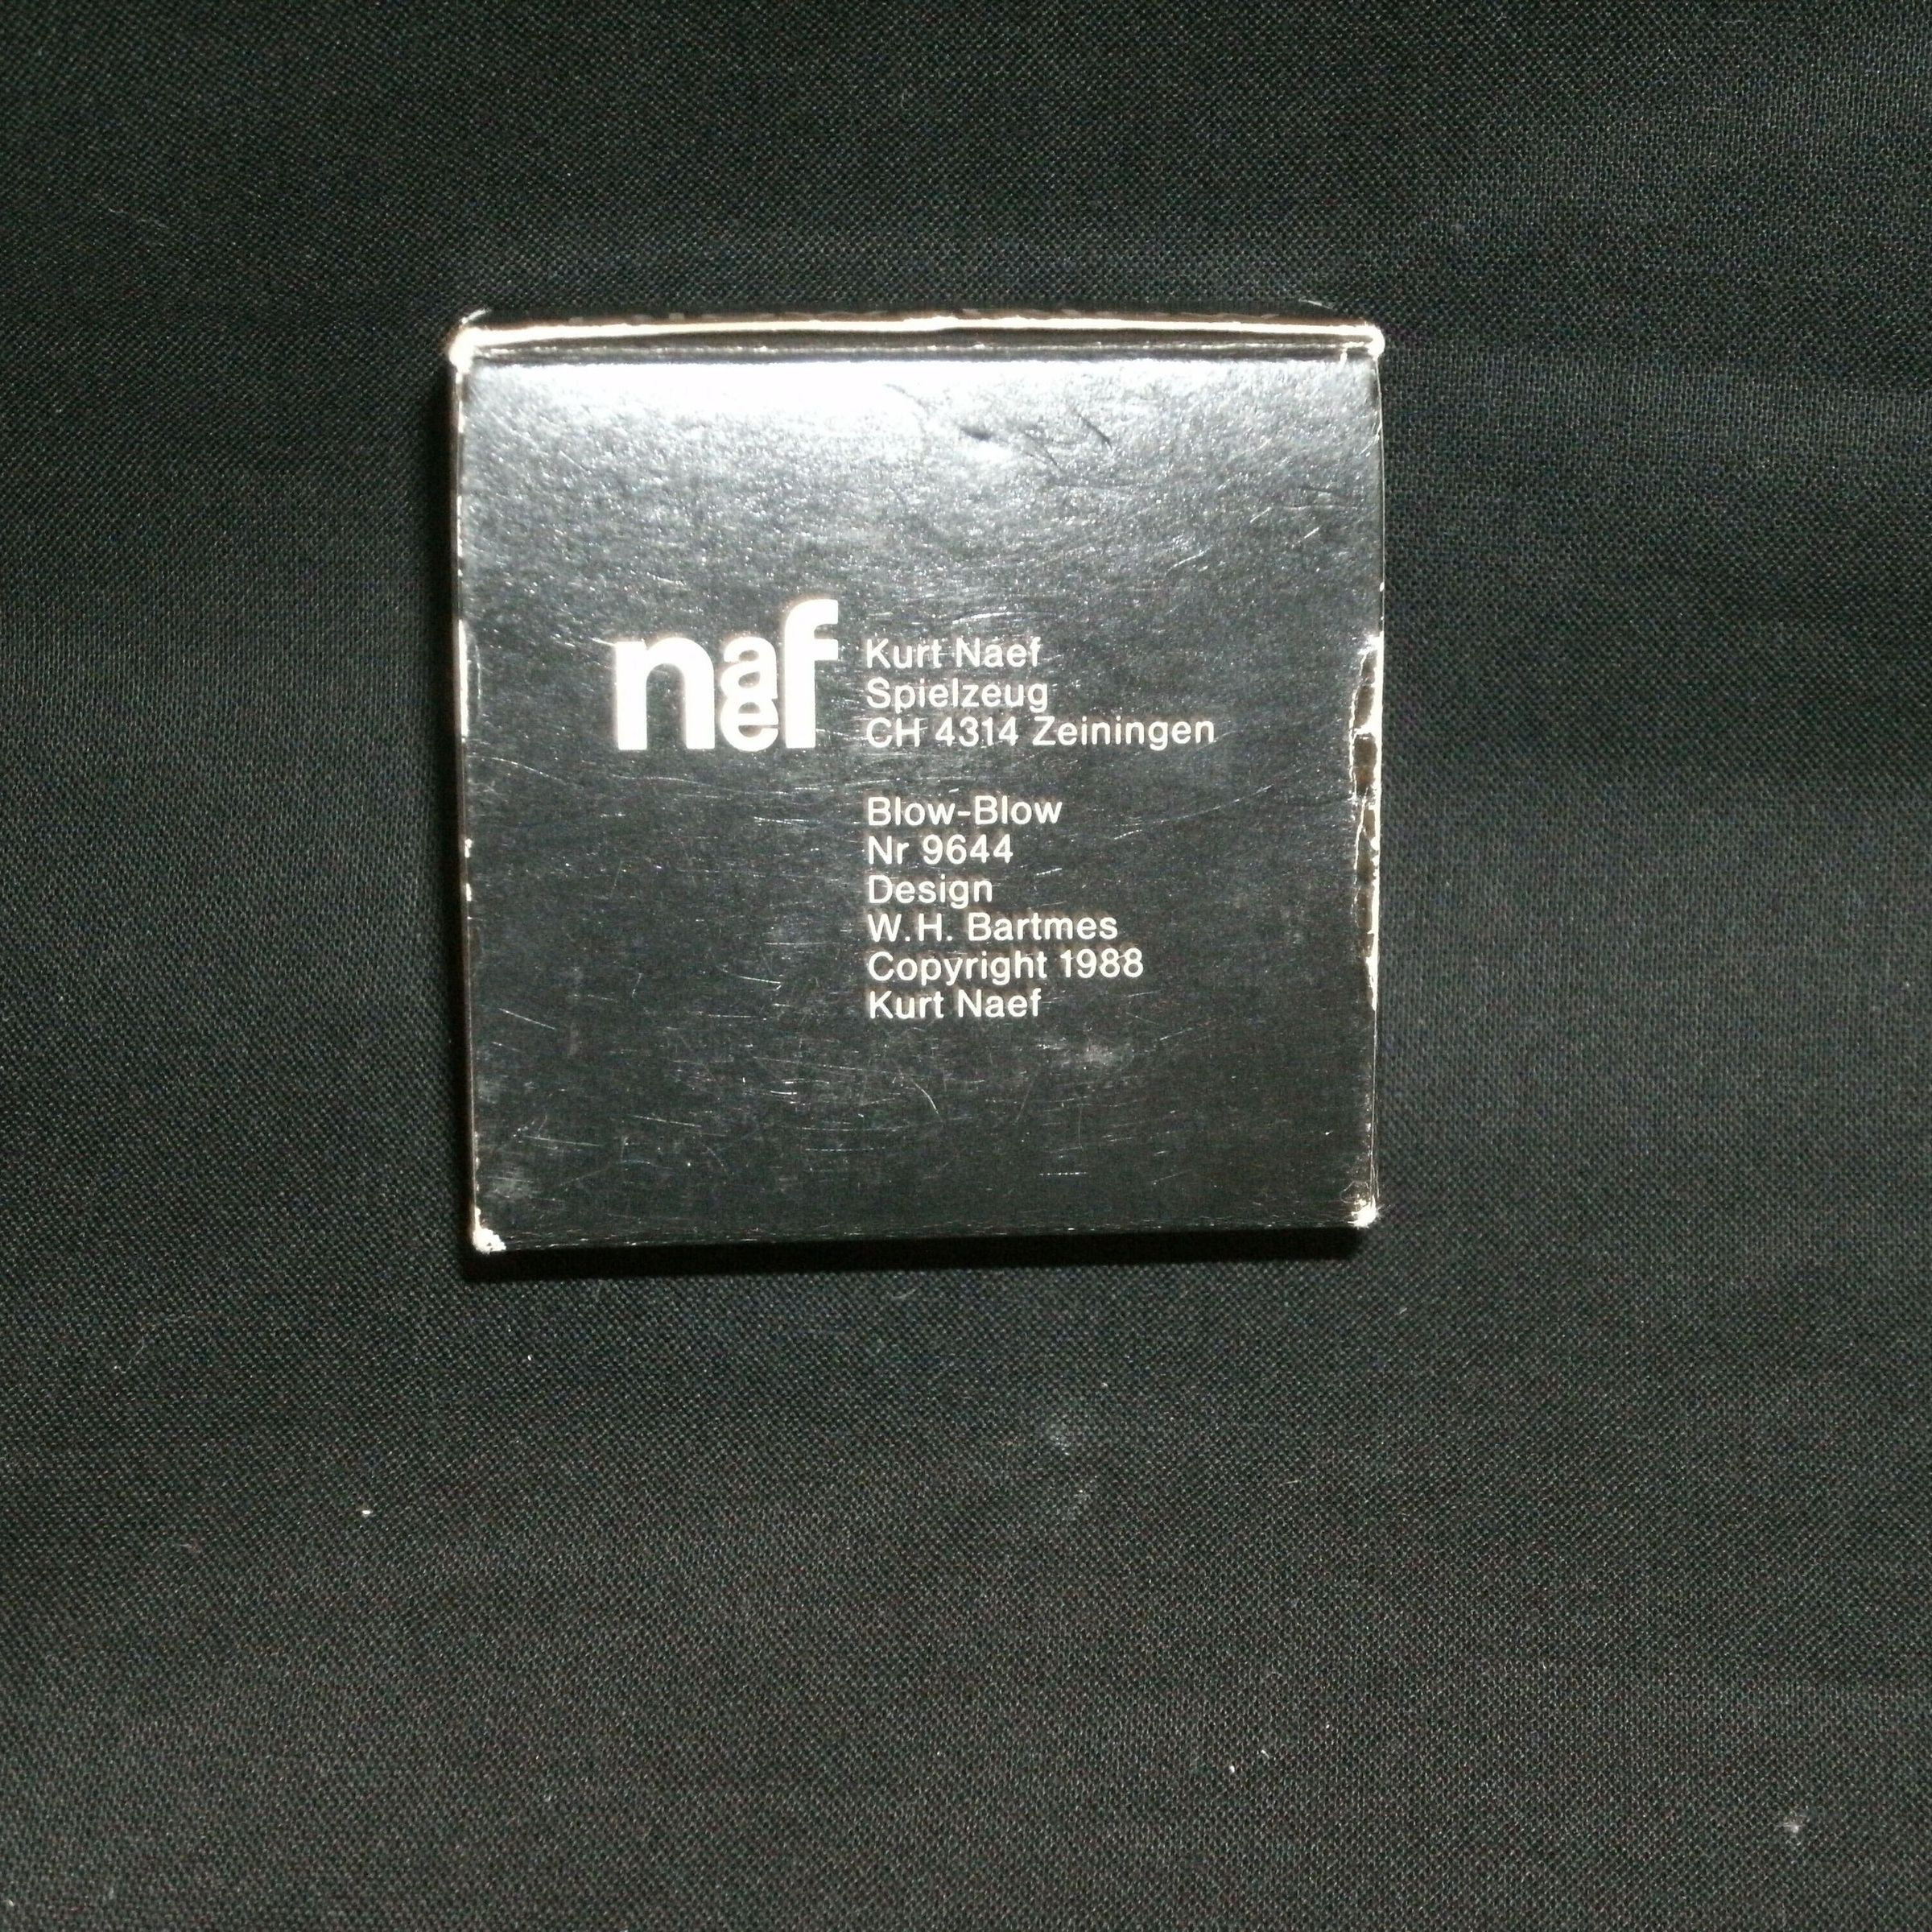 naef
Kurt Naef
Spielzeug
CH 4314 Zeiningen
Blow-Blow
Nr 9644
Design
W.H. Bartmes
Copyright 1988
Kurt Naef